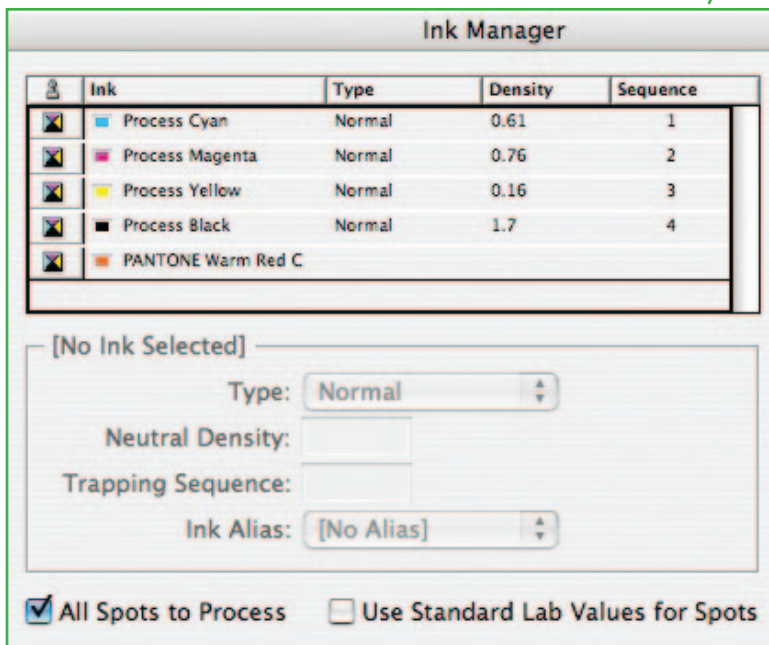 Ink Manager
Ink Type Density Sequence
Process Cyan Normal 0.61 1
Process Magenta Normal 0.76 2
Process Yellow Normal 0.16 3
Process Black Normal 1.7 4
PANTONE Warm Red C
[No Ink Selected]
Type: Normal
Neutral Density:
Trapping Sequence:
Ink Alias: [No Alias]
All Spots to Process Use Standard Lab Values for Spots